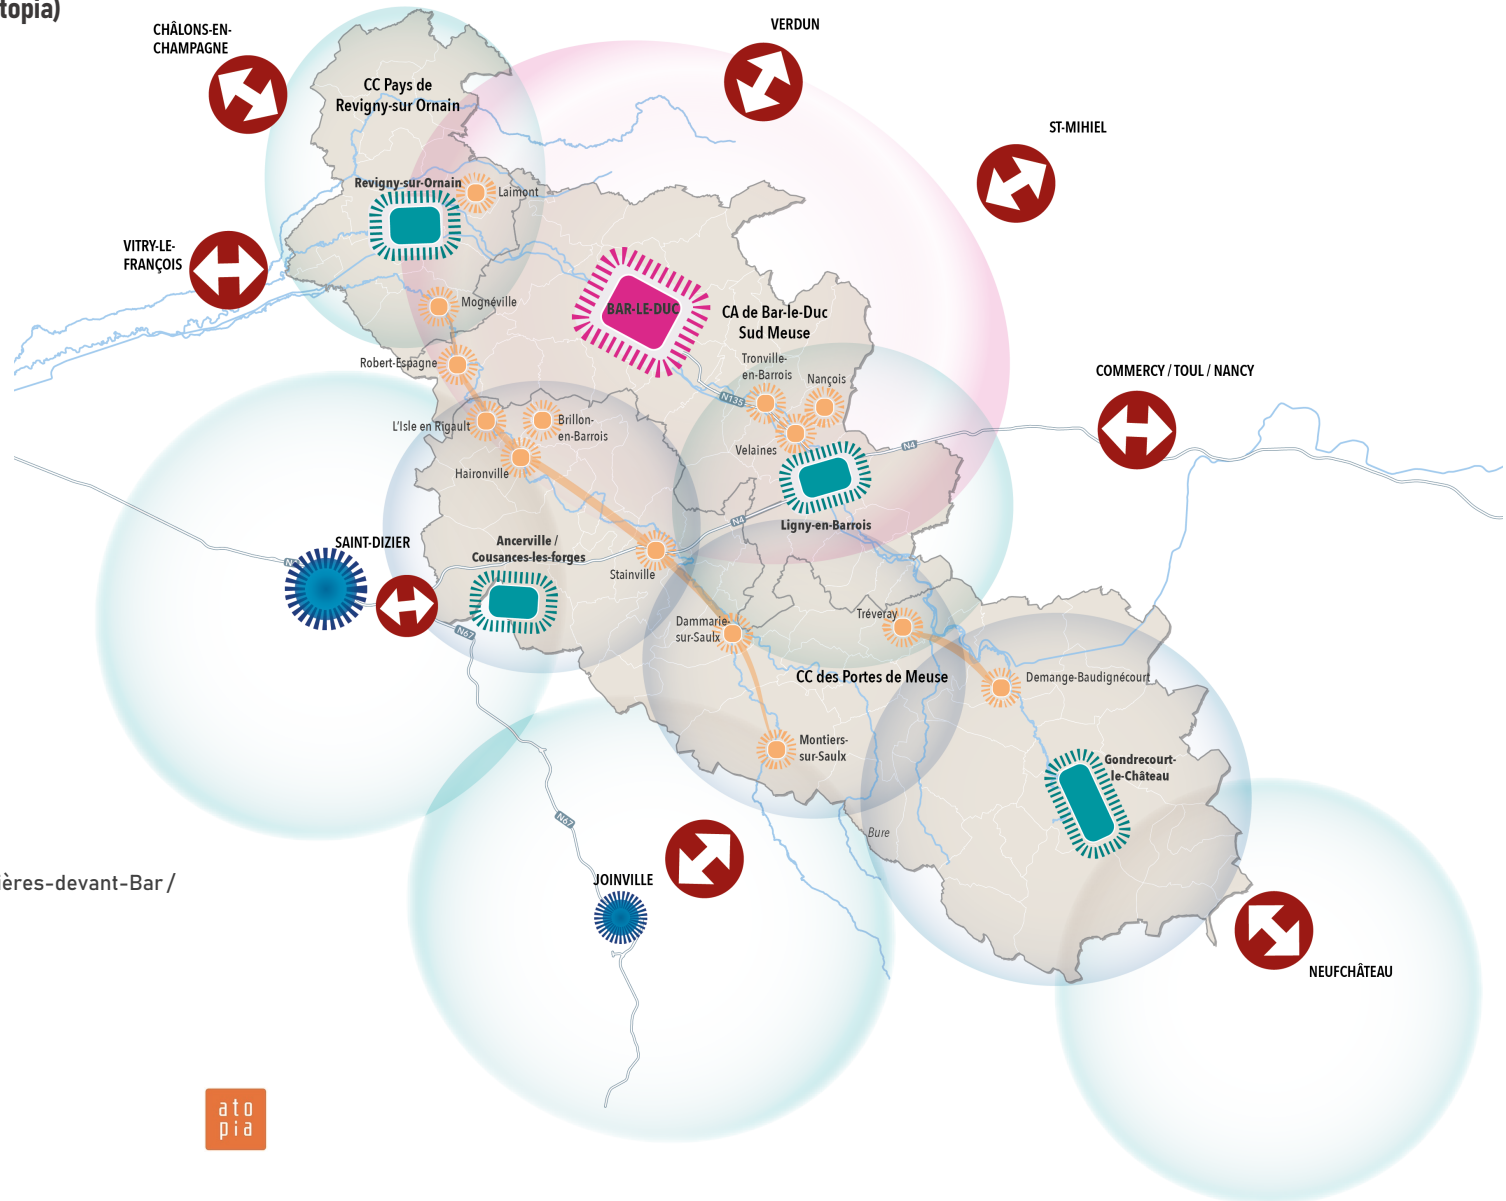 topia)
CHÂLONS-EN-
CHAMPAGNE
VERDUN
CC Pays de
Revigny-sur Ornain
ST-MIHIEL
Revigny-sur-Ornain
Laimont
VITRY-LE-
FRANÇOIS
Mognéville
BAR-LE-DUC
CA de Bar-le-Duc
Sud Meuse
Robert-Espagne
Tronville-
en-Barrois
Nançois
COMMERCY / TOUL / NANCY
N135
L'Isle en Rigault
Brillon-
en-Barrois
Velaines
N4
Haironville
N4
Ligny-en-Barrois
SAINT-DIZIER
Ancerville /
Cousances-les-forges
Stainville
Tréveray
Dammarie-
sur-Saulx
N67
CC des Portes de Meuse
Demange-Baudignécourt
Montiers-
sur-Saulx
Gondrecourt-
le-Château
N67
Bure
JOINVILLE
ières-devant-Bar /
NEUFCHÂTEAU
ato
pia